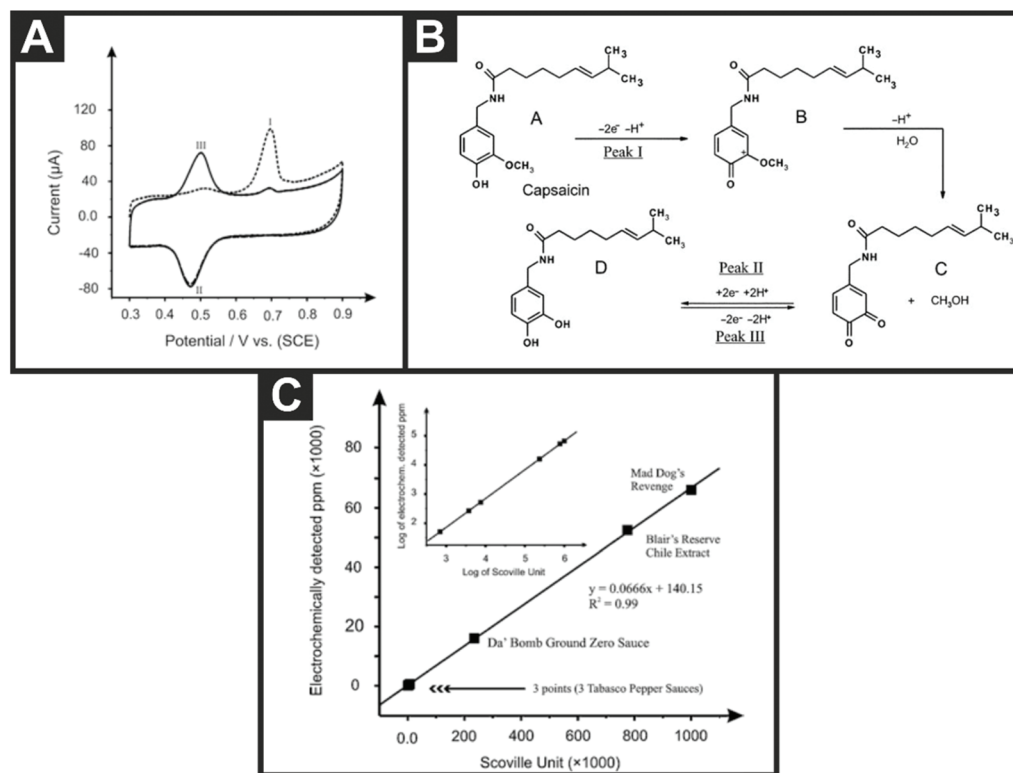 A
Current (µA)
120
80
40
0.0
-40
-80
I
III
II
0.3 0.4 0.5 0.6 0.7 0.8 0.9
Potential / V vs. (SCE)
B
O
NH
OCH₃
OH
CH₃
CH₃
A
Capsaicin
−2e⁻ −H⁺
Peak I
O
NH
+
OCH₃
O
CH₃
CH₃
B
−H⁺
H₂O
O
NH
OH
OH
CH₃
CH₃
D
Peak II
+2e⁻ +2H⁺
−2e⁻ −2H⁺
Peak III
O
NH
O
O
CH₃
CH₃
C
+ CH₃OH
C
Electrochemically detected ppm (×1000)
80
60
40
20
0
Log of electrochem. detected ppm
5
4
3
2
3 4 5 6
Log of Scoville Unit
Mad Dog's
Revenge
Blair's Reserve
Chile Extract
y = 0.0666x + 140.15
R² = 0.99
Da' Bomb Ground Zero Sauce
3 points (3 Tabasco Pepper Sauces)
0.0 200 400 600 800 1000
Scoville Unit (×1000)